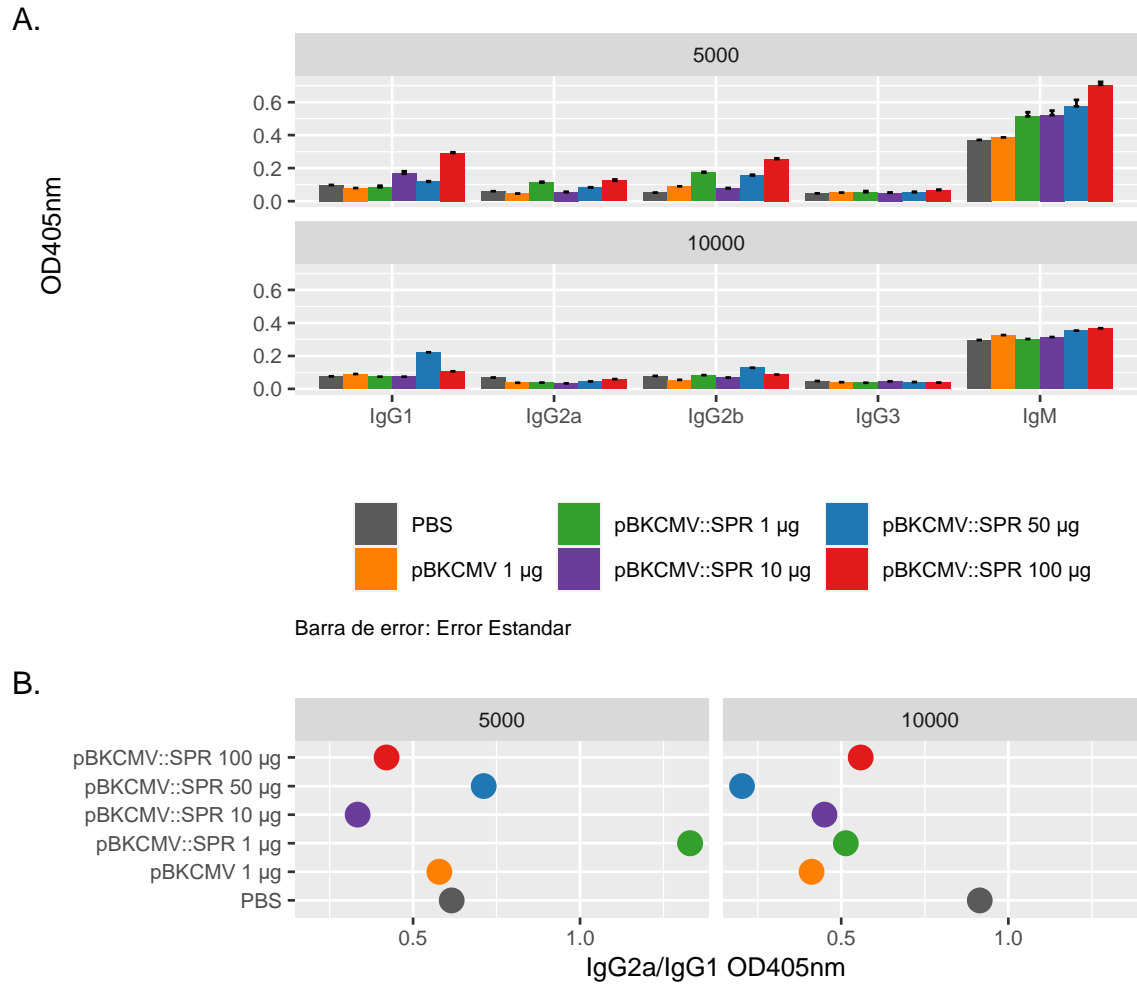 A.
5000
0.6
0.4
0.2
0.0
OD405nm
10000
0.6
0.4
0.2
0.0
IgG1 IgG2a IgG2b IgG3 IgM
PBS pBKCMV::SPR 1 µg pBKCMV::SPR 50 µg
pBKCMV 1 µg pBKCMV::SPR 10 µg pBKCMV::SPR 100 µg
Barra de error: Error Estandar
B.
5000 10000
pBKCMV::SPR 100 µg
pBKCMV::SPR 50 µg
pBKCMV::SPR 10 µg
pBKCMV::SPR 1 µg
pBKCMV 1 µg
PBS
0.5 1.0 0.5 1.0
IgG2a/IgG1 OD405nm